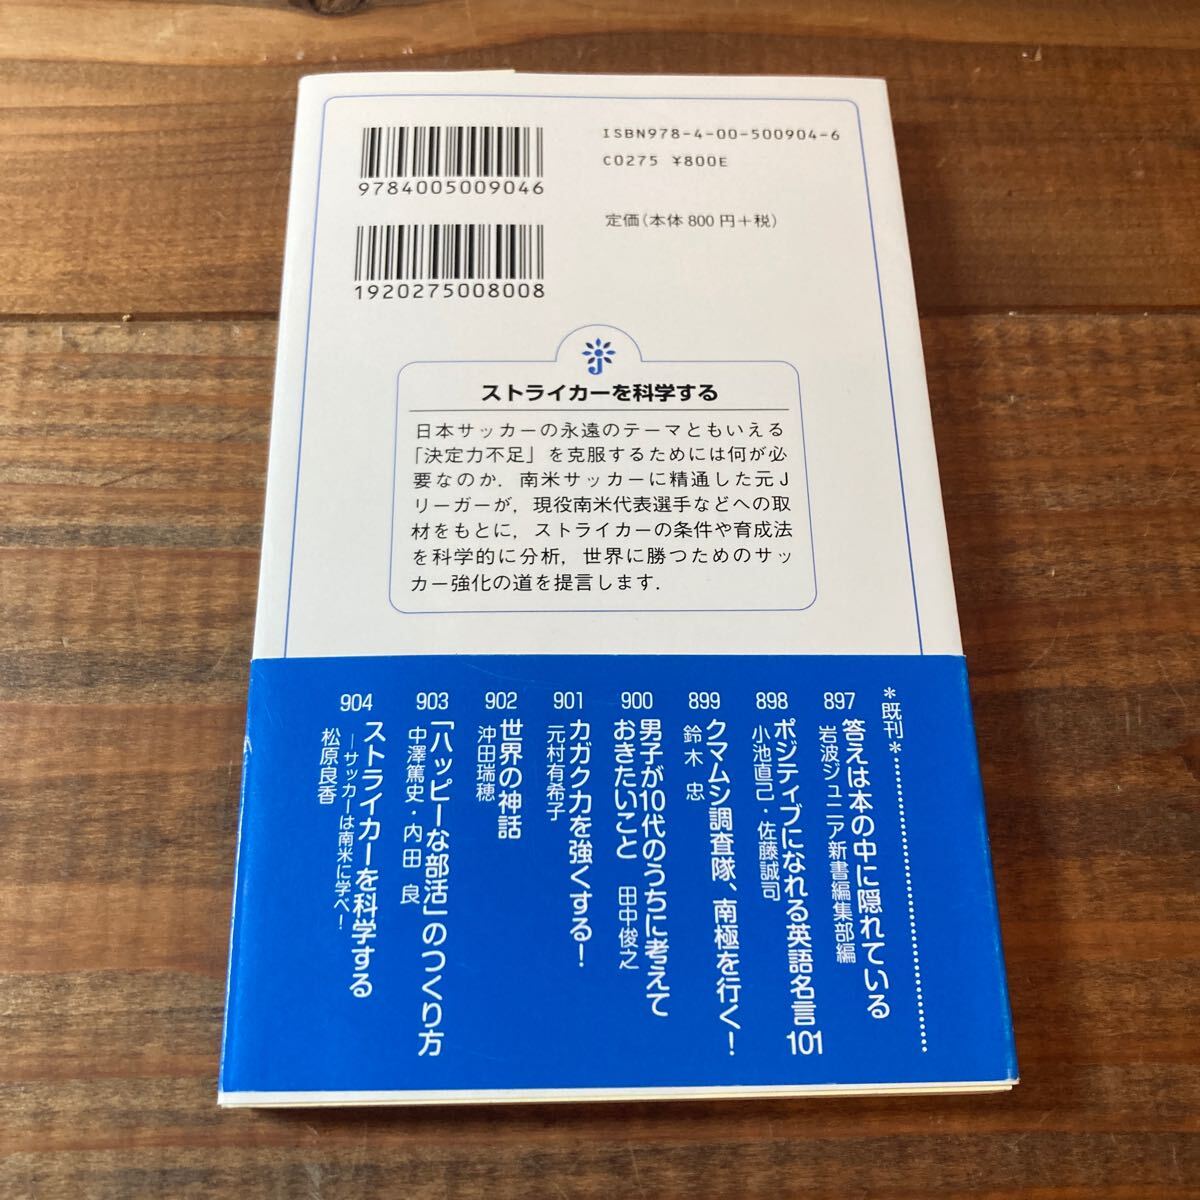 ISBN978-4-00-500904-6
C0275 ¥800E
9784005009046
定価(本体 800 円+税)
1920275008008
ストライカーを科学する
日本サッカーの永遠のテーマともいえる
「決定力不足」を克服するためには何が必
要なのか．南米サッカーに精通した元J
リーガーが，現役南米代表選手などへの取
材をもとに，ストライカーの条件や育成法
を科学的に分析，世界に勝つためのサッ
カー強化の道を提言します．
*既刊*
897 答えは本の中に隠れている
岩波ジュニア新書編集部編
898 ポジティブになれる英語名言101
小池直己・佐藤誠司
899 クマムシ調査隊、南極を行く！
鈴木 忠
900 男子が10代のうちに考えて
おきたいこと 田中俊之
901 カガク力を強くする！
元村有希子
902 世界の神話
沖田瑞穂
903 「ハッピーな部活」のつくり方
中澤篤史・内田 良
904 ストライカーを科学する
―サッカーは南米に学べ！
松原良香